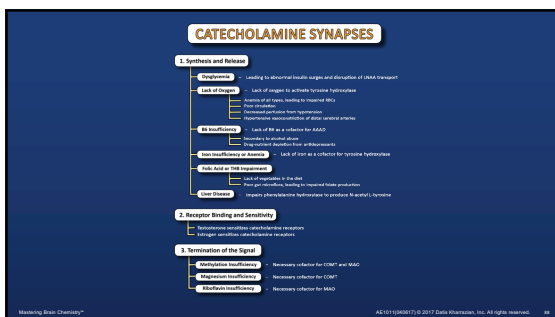 CATECHOLAMINE SYNAPSES
1. Synthesis and Release
Dysglycemia - Leading to abnormal insulin surges and disruption of LNAA transport
Lack of Oxygen - Lack of oxygen to activate tyrosine hydroxylase
Anemia of all types, leading to impaired RBCs
Poor circulation
Decreased perfusion from hypotension
Hypertensive vasoconstriction of distal cerebral arteries
B6 Insufficiency - Lack of B6 as a cofactor for AAAD
Secondary to alcohol abuse
Drug-nutrient depletion from antidepressants
Iron Insufficiency or Anemia - Lack of iron as a cofactor for tyrosine hydroxylase
Folic Acid or THB Impairment
Lack of vegetables in the diet
Poor gut microflora, leading to impaired folate production
Liver Disease - Impairs phenylalanine hydroxylase to produce N-acetyl L-tyrosine
2. Receptor Binding and Sensitivity
Testosterone sensitizes catecholamine receptors
Estrogen sensitizes catecholamine receptors
3. Termination of the Signal
Methylation Insufficiency - Necessary cofactor for COMT and MAO
Magnesium Insufficiency - Necessary cofactor for COMT
Riboflavin Insufficiency - Necessary cofactor for MAO
Mastering Brain Chemistry™ AE1011(040617) © 2017 Datis Kharrazian, Inc. All rights reserved.